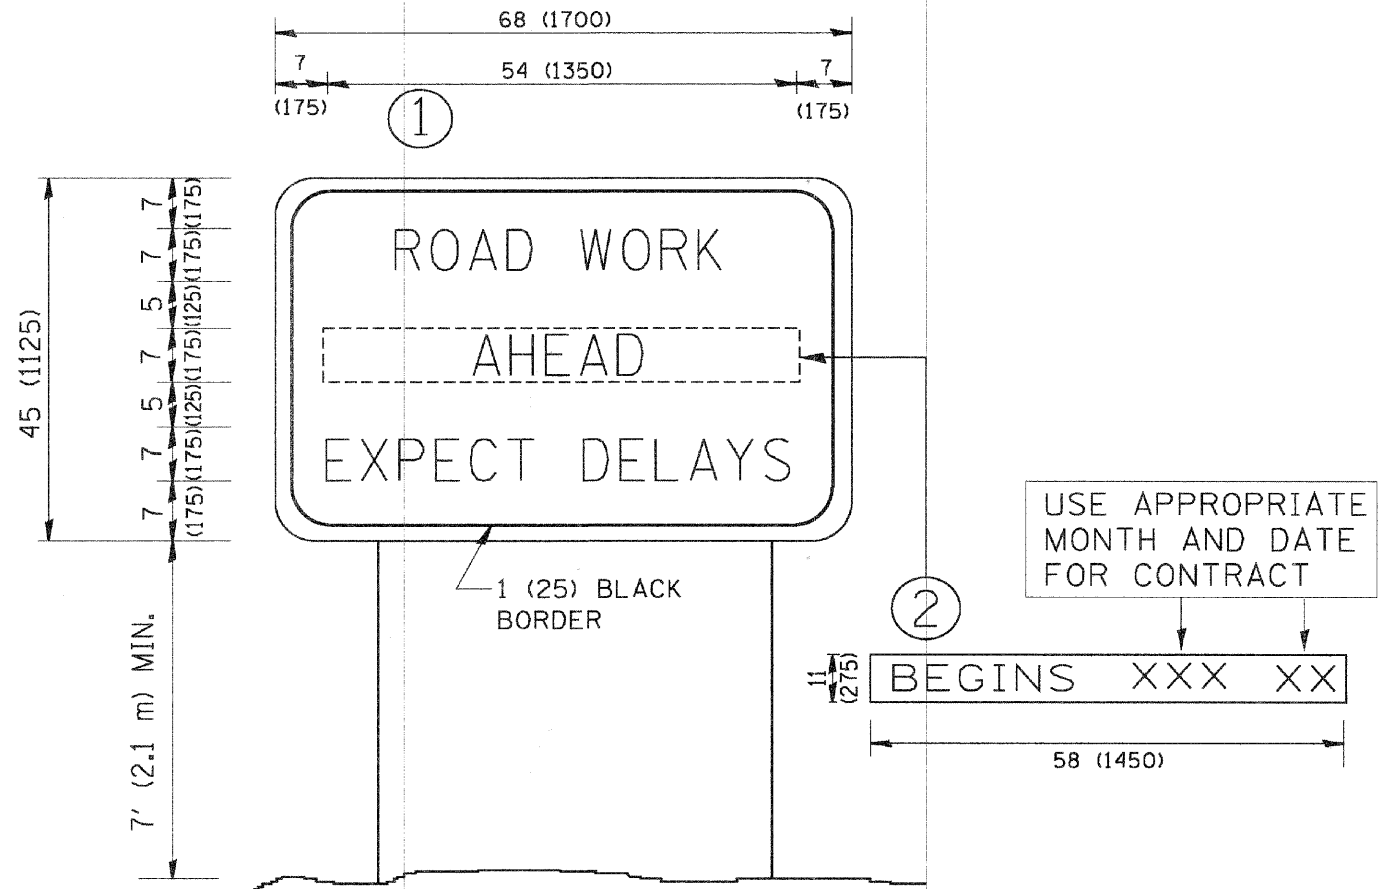 68 (1700)
7
54 (1350)
7
(175)
(175)
1
7
(175)
7
(175)
5
(125)
7
(175)
5
(125)
7
(175)
7
(175)
45 (1125)
7' (2.1 m) MIN.
ROAD WORK
AHEAD
EXPECT DELAYS
1 (25) BLACK
BORDER
2
USE APPROPRIATE
MONTH AND DATE
FOR CONTRACT
11
(275)
BEGINS XXX XX
58 (1450)